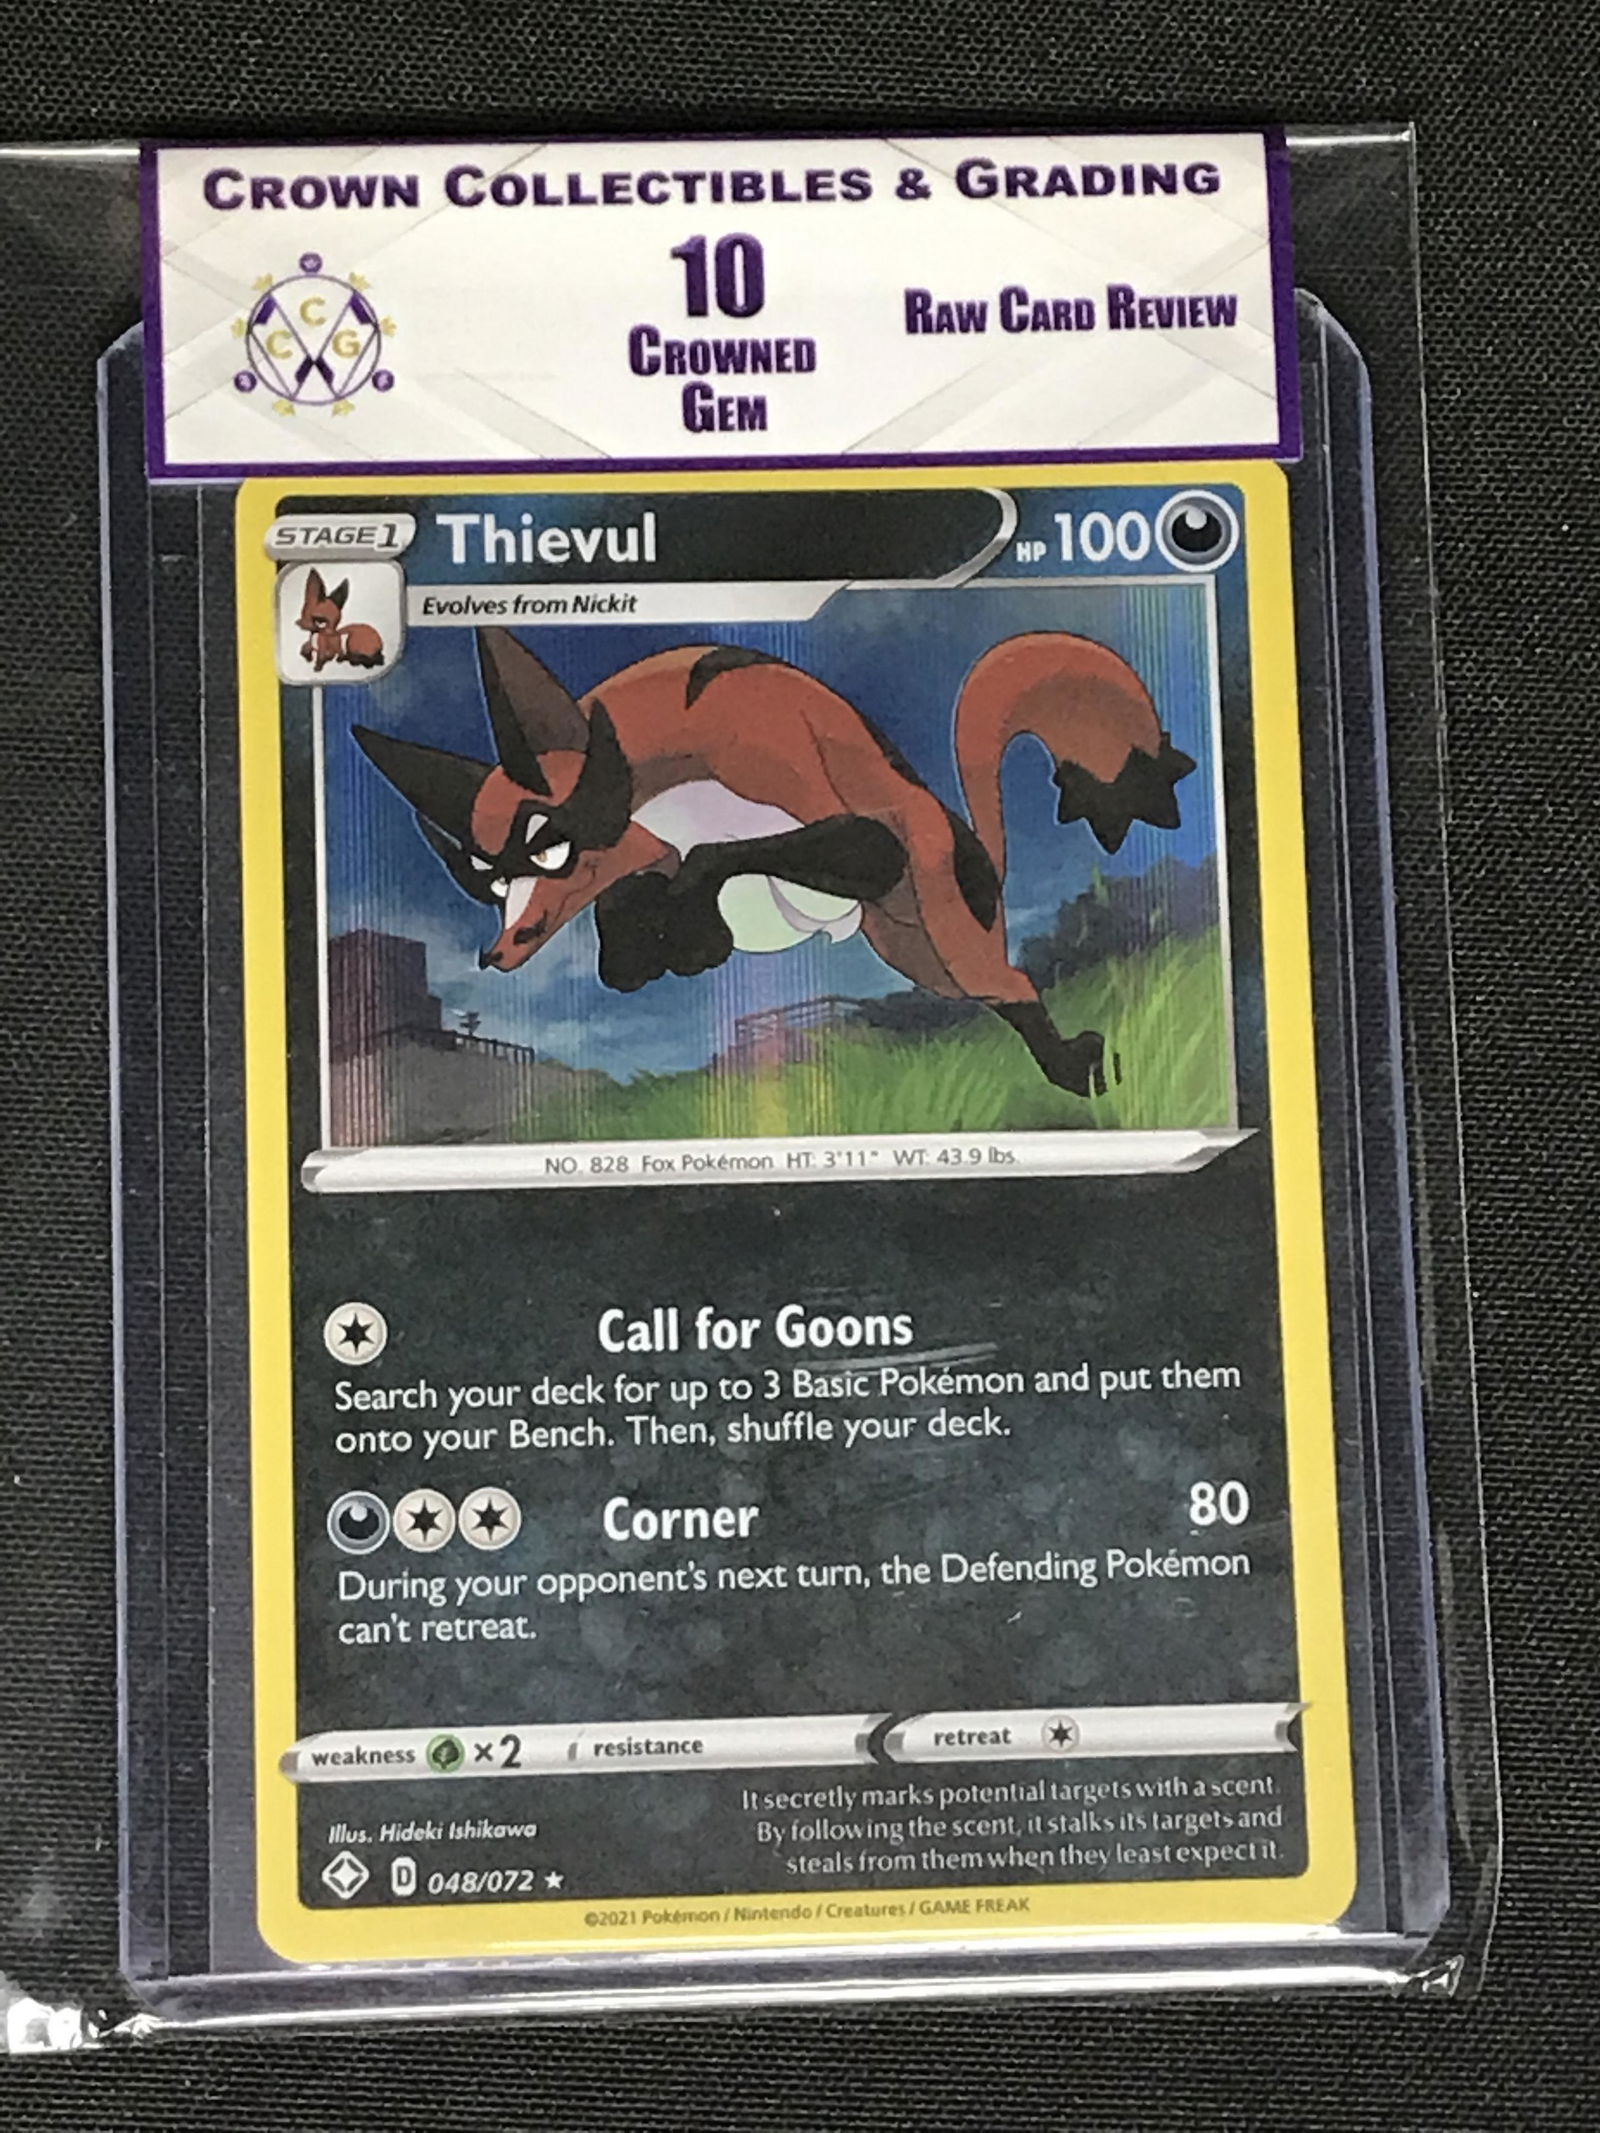 CROWN COLLECTIBLES & GRADING
C
C G
10
CROWNED
GEM
RAW CARD REVIEW
STAGE 1
Thievul
HP 100
Evolves from Nickit
NO. 828 Fox Pokémon HT: 3'11" WT: 43.9 lbs.
Call for Goons
Search your deck for up to 3 Basic Pokémon and put them
onto your Bench. Then, shuffle your deck.
Corner 80
During your opponent's next turn, the Defending Pokémon
can't retreat.
weakness ×2 resistance retreat
It secretly marks potential targets with a scent.
By following the scent, it stalks its targets and
steals from them when they least expect it.
Illus. Hideki Ishikawa
D 048/072 ★
©2021 Pokémon / Nintendo / Creatures / GAME FREAK